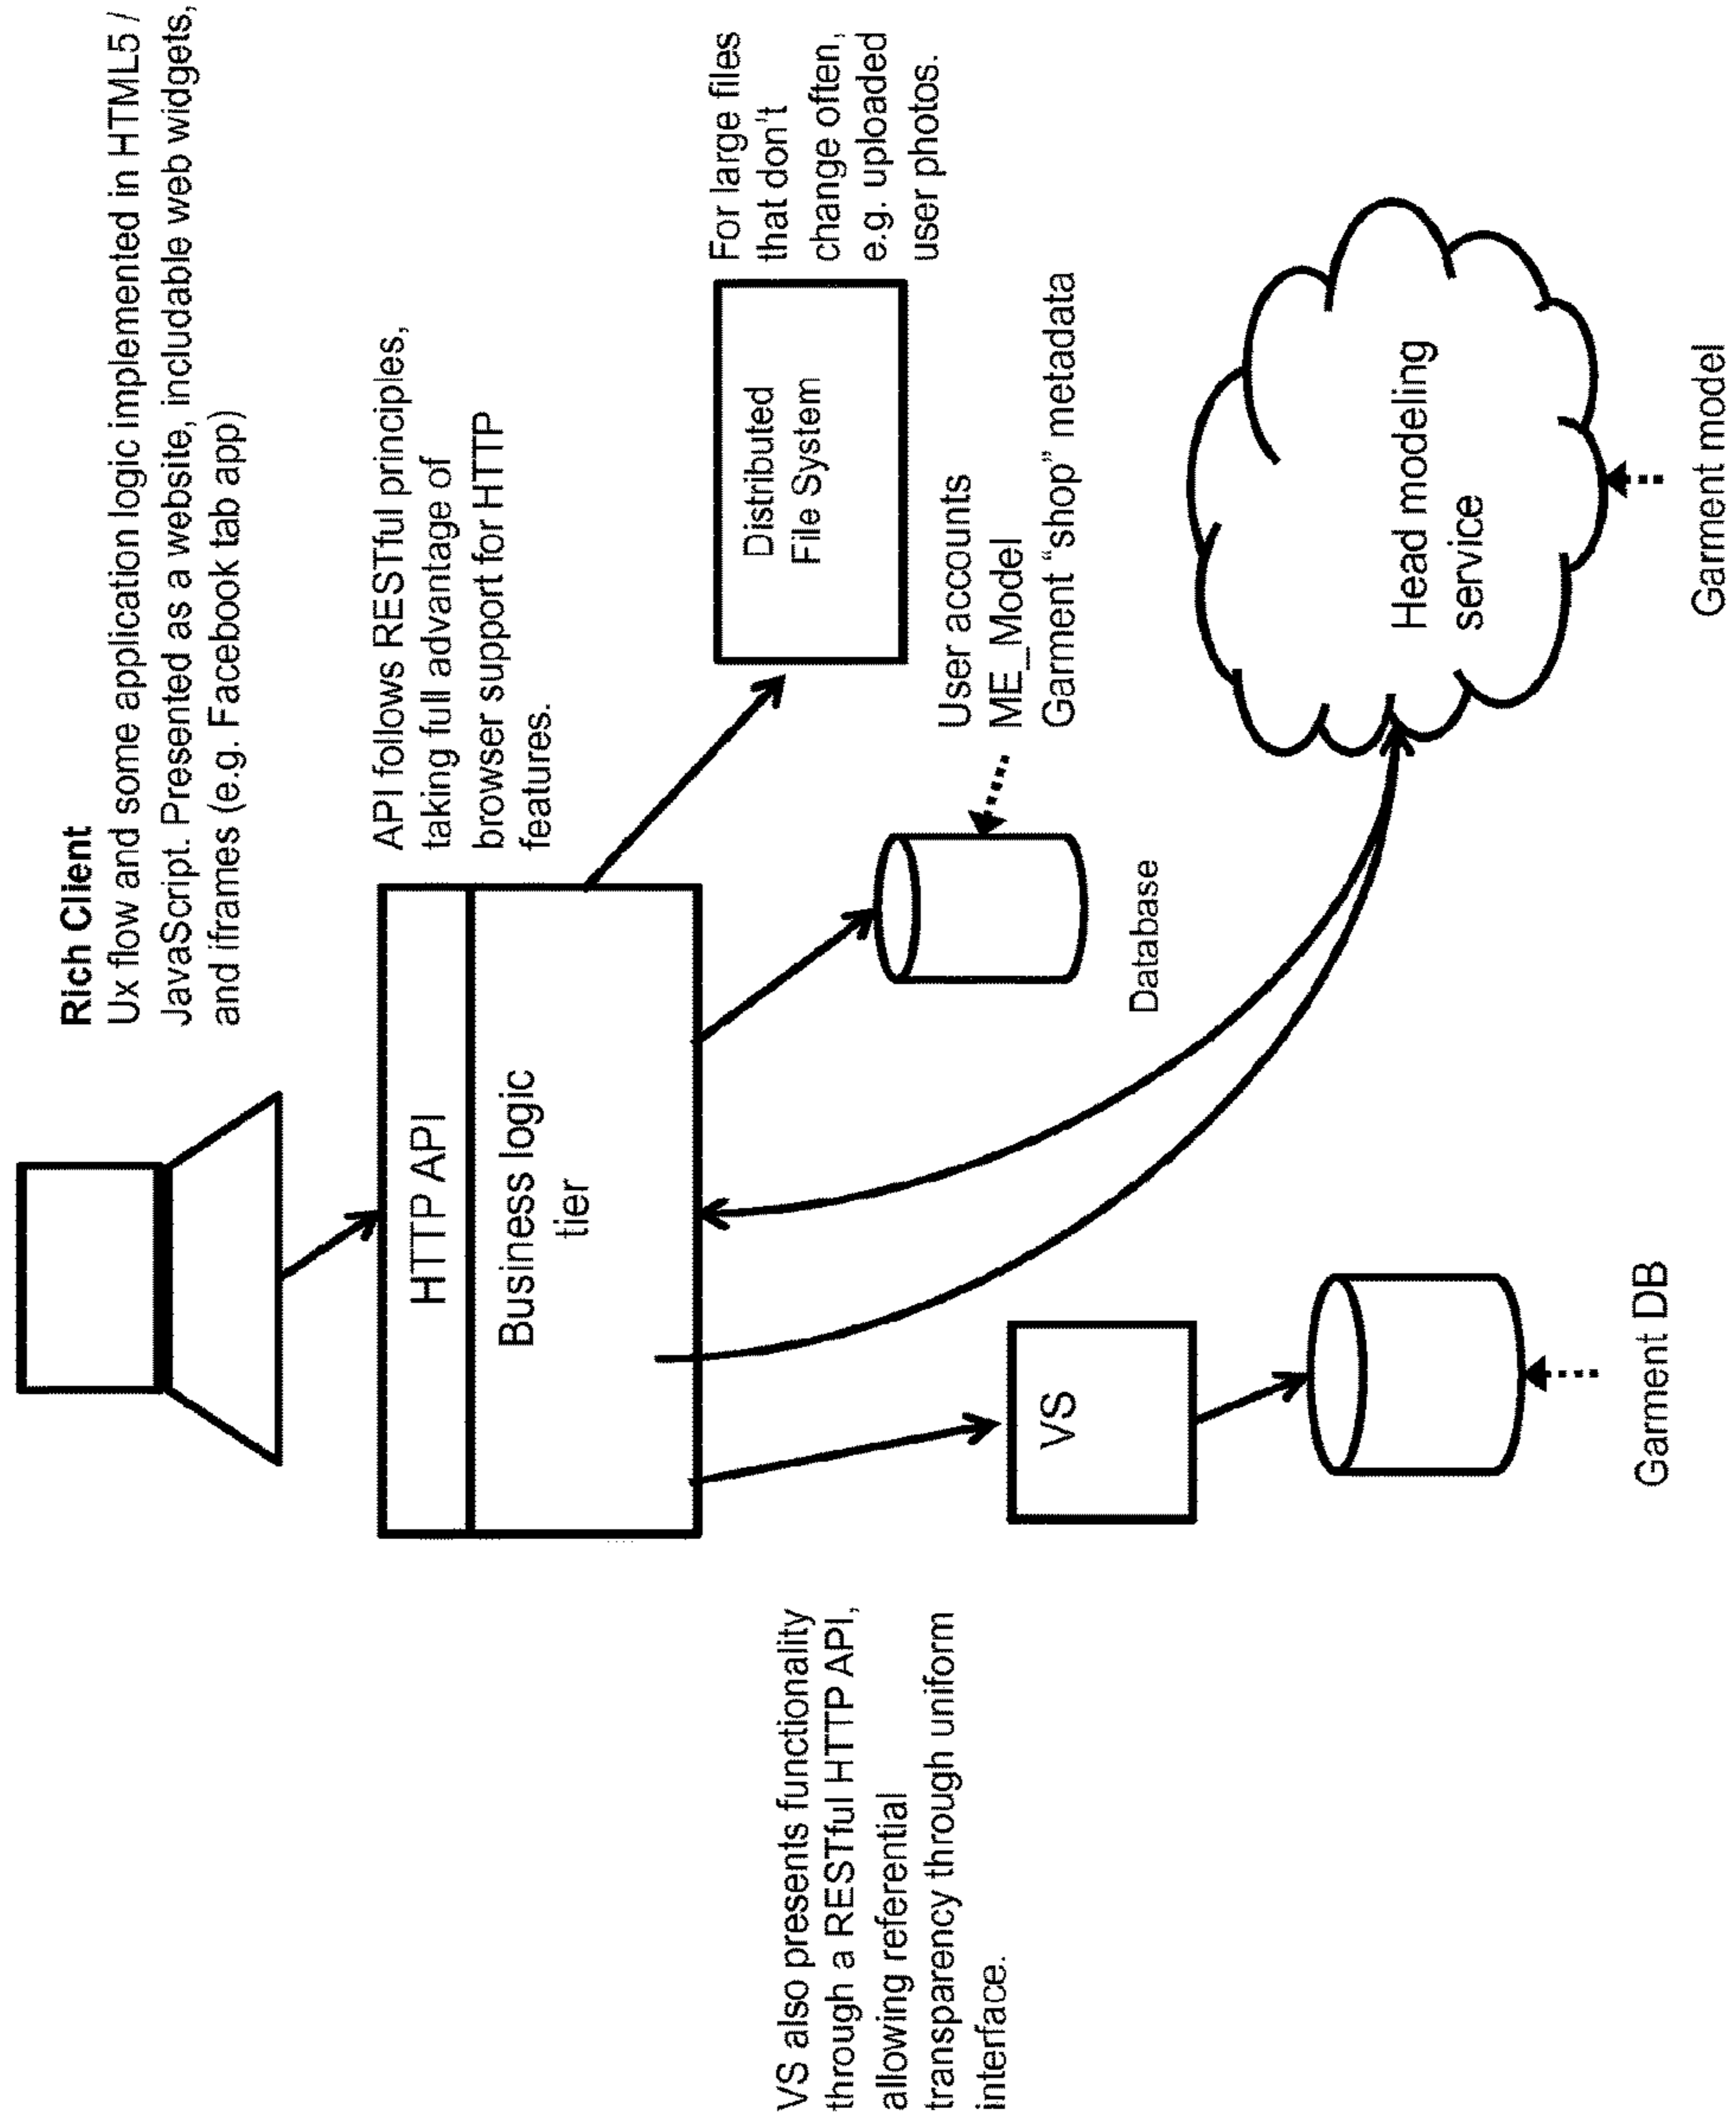 Rich Client
Ux flow and some application logic implemented in HTML5 /
JavaScript. Presented as a website, includable web widgets,
and iframes (e.g. Facebook tab app)
HTTP API
Business logic
tier
API follows RESTful principles,
taking full advantage of
browser support for HTTP
features.
Distributed
File System
For large files
that don't
change often,
e.g. uploaded
user photos.
VS also presents functionality
through a RESTful HTTP API,
allowing referential
transparency through uniform
interface.
VS
Garment DB
Database
User accounts
ME_Model
Garment “shop” metadata
Head modeling
service
Garment model